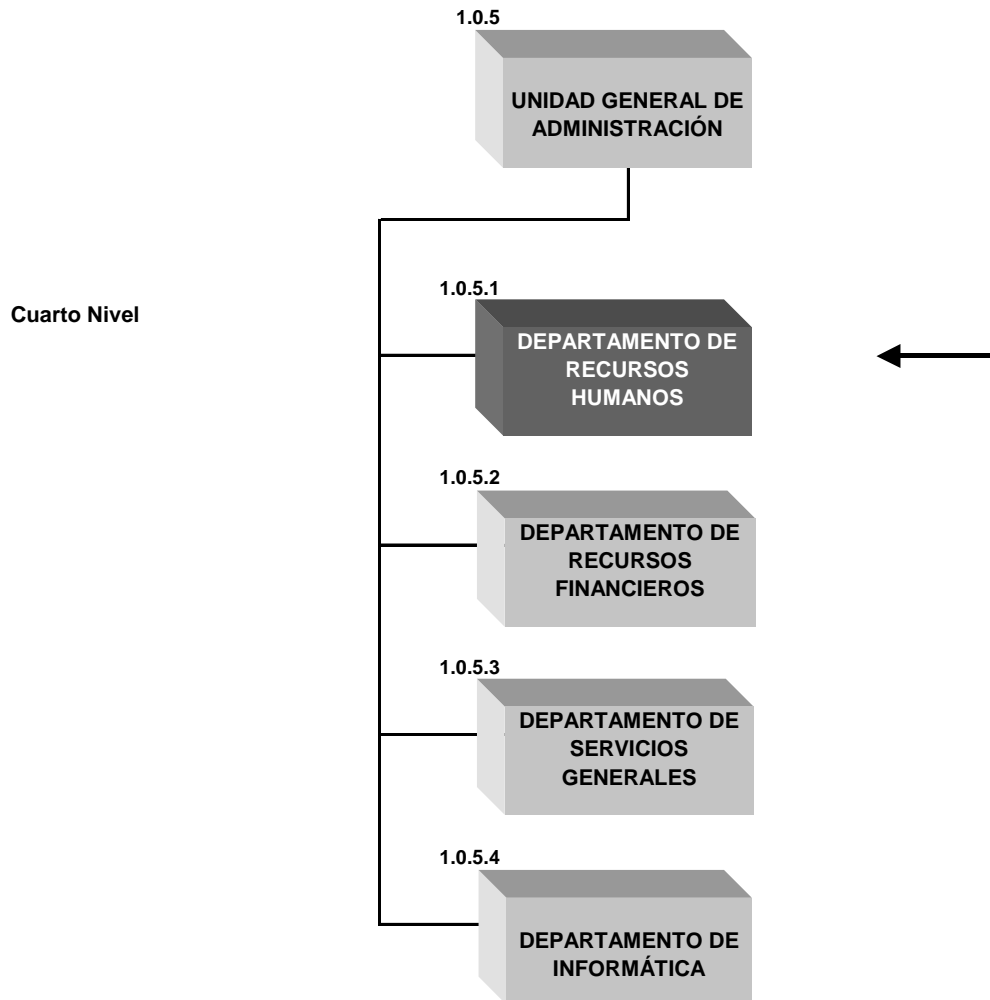 1.0.5
UNIDAD GENERAL DE
ADMINISTRACIÓN
1.0.5.1
Cuarto Nivel
DEPARTAMENTO DE
RECURSOS
HUMANOS
1.0.5.2
DEPARTAMENTO DE
RECURSOS
FINANCIEROS
1.0.5.3
DEPARTAMENTO DE
SERVICIOS
GENERALES
1.0.5.4
DEPARTAMENTO DE
INFORMÁTICA